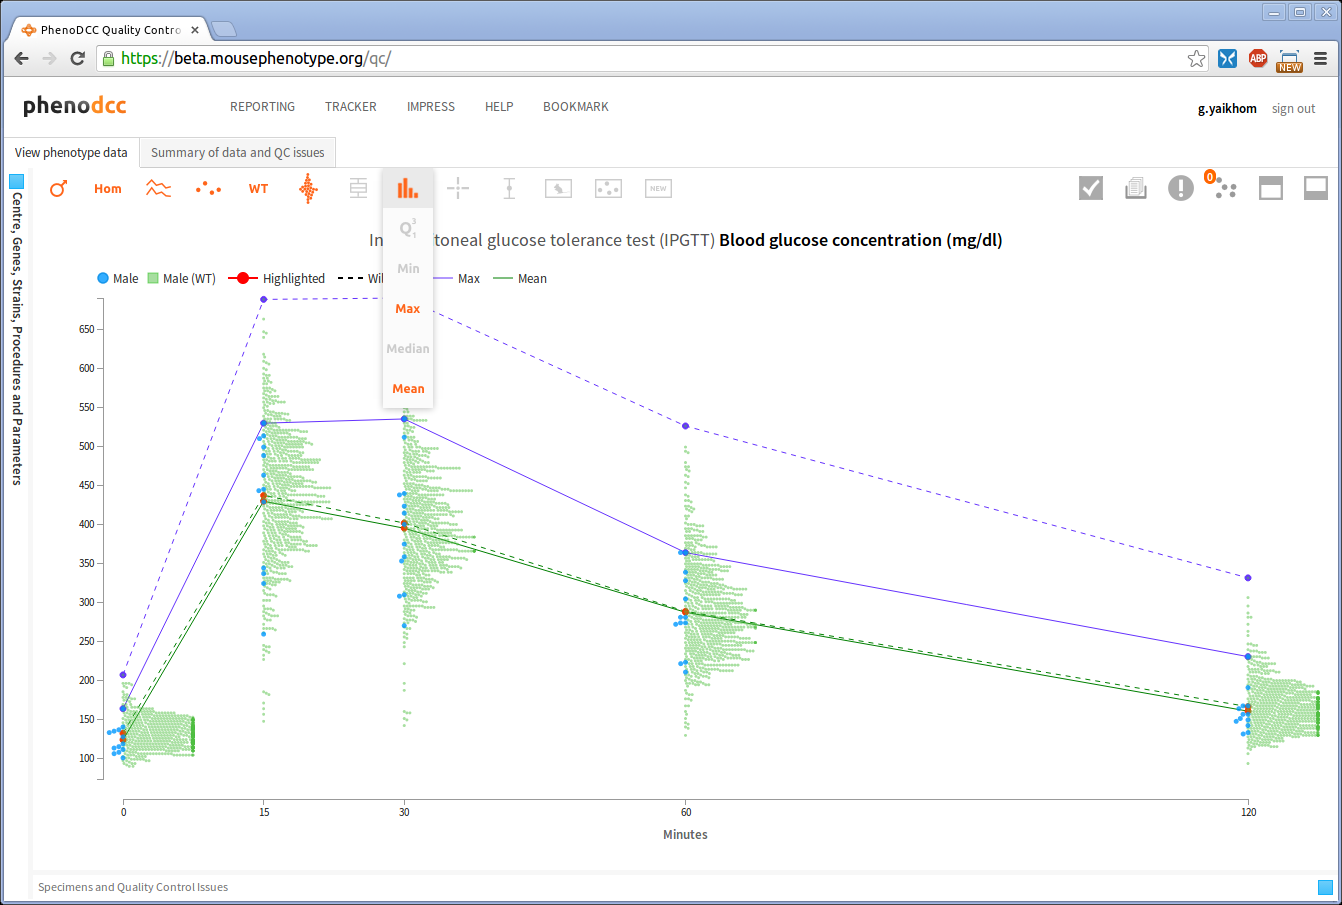 PhenoDCC Quality Contro
https://beta.mousephenotype.org/qc/
ABP
NEW
phenodcc
REPORTING TRACKER IMPRESS HELP BOOKMARK
g.yaikhom sign out
View phenotype data Summary of data and QC issues
Centre, Genes, Strains, Procedures and Parameters
Hom WT NEW 0
Q 3 1
Min
Max
Median
Mean
In toneal glucose tolerance test (IPGTT) Blood glucose concentration (mg/dl)
Male Male (WT) Highlighted Wil Max Mean
650
600
550
500
450
400
350
300
250
200
150
100
0 15 30 60 120
Minutes
Specimens and Quality Control Issues